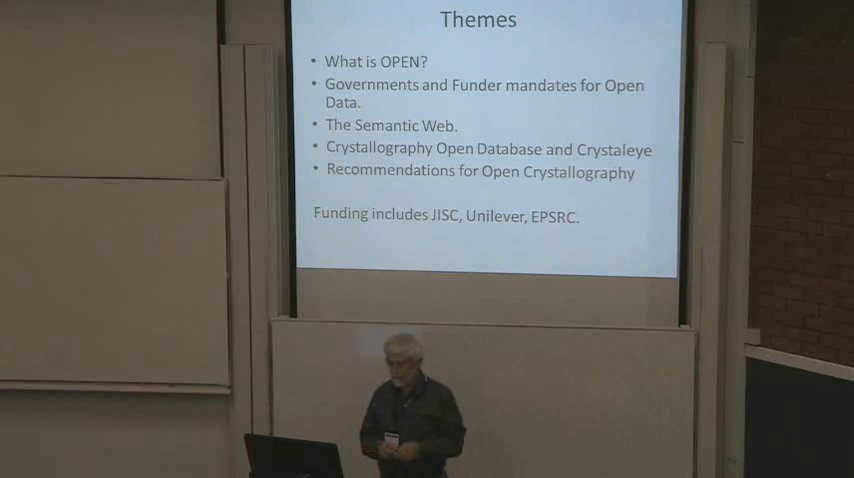 Themes
• What is OPEN?
• Governments and Funder mandates for Open
Data.
• The Semantic Web.
• Crystallography Open Database and Crystaleye
• Recommendations for Open Crystallography
Funding includes JISC, Unilever, EPSRC.